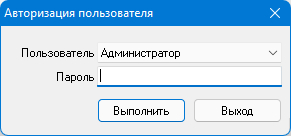 Авторизация пользователя
Пользователь Администратор
Пароль
Выполнить Выход